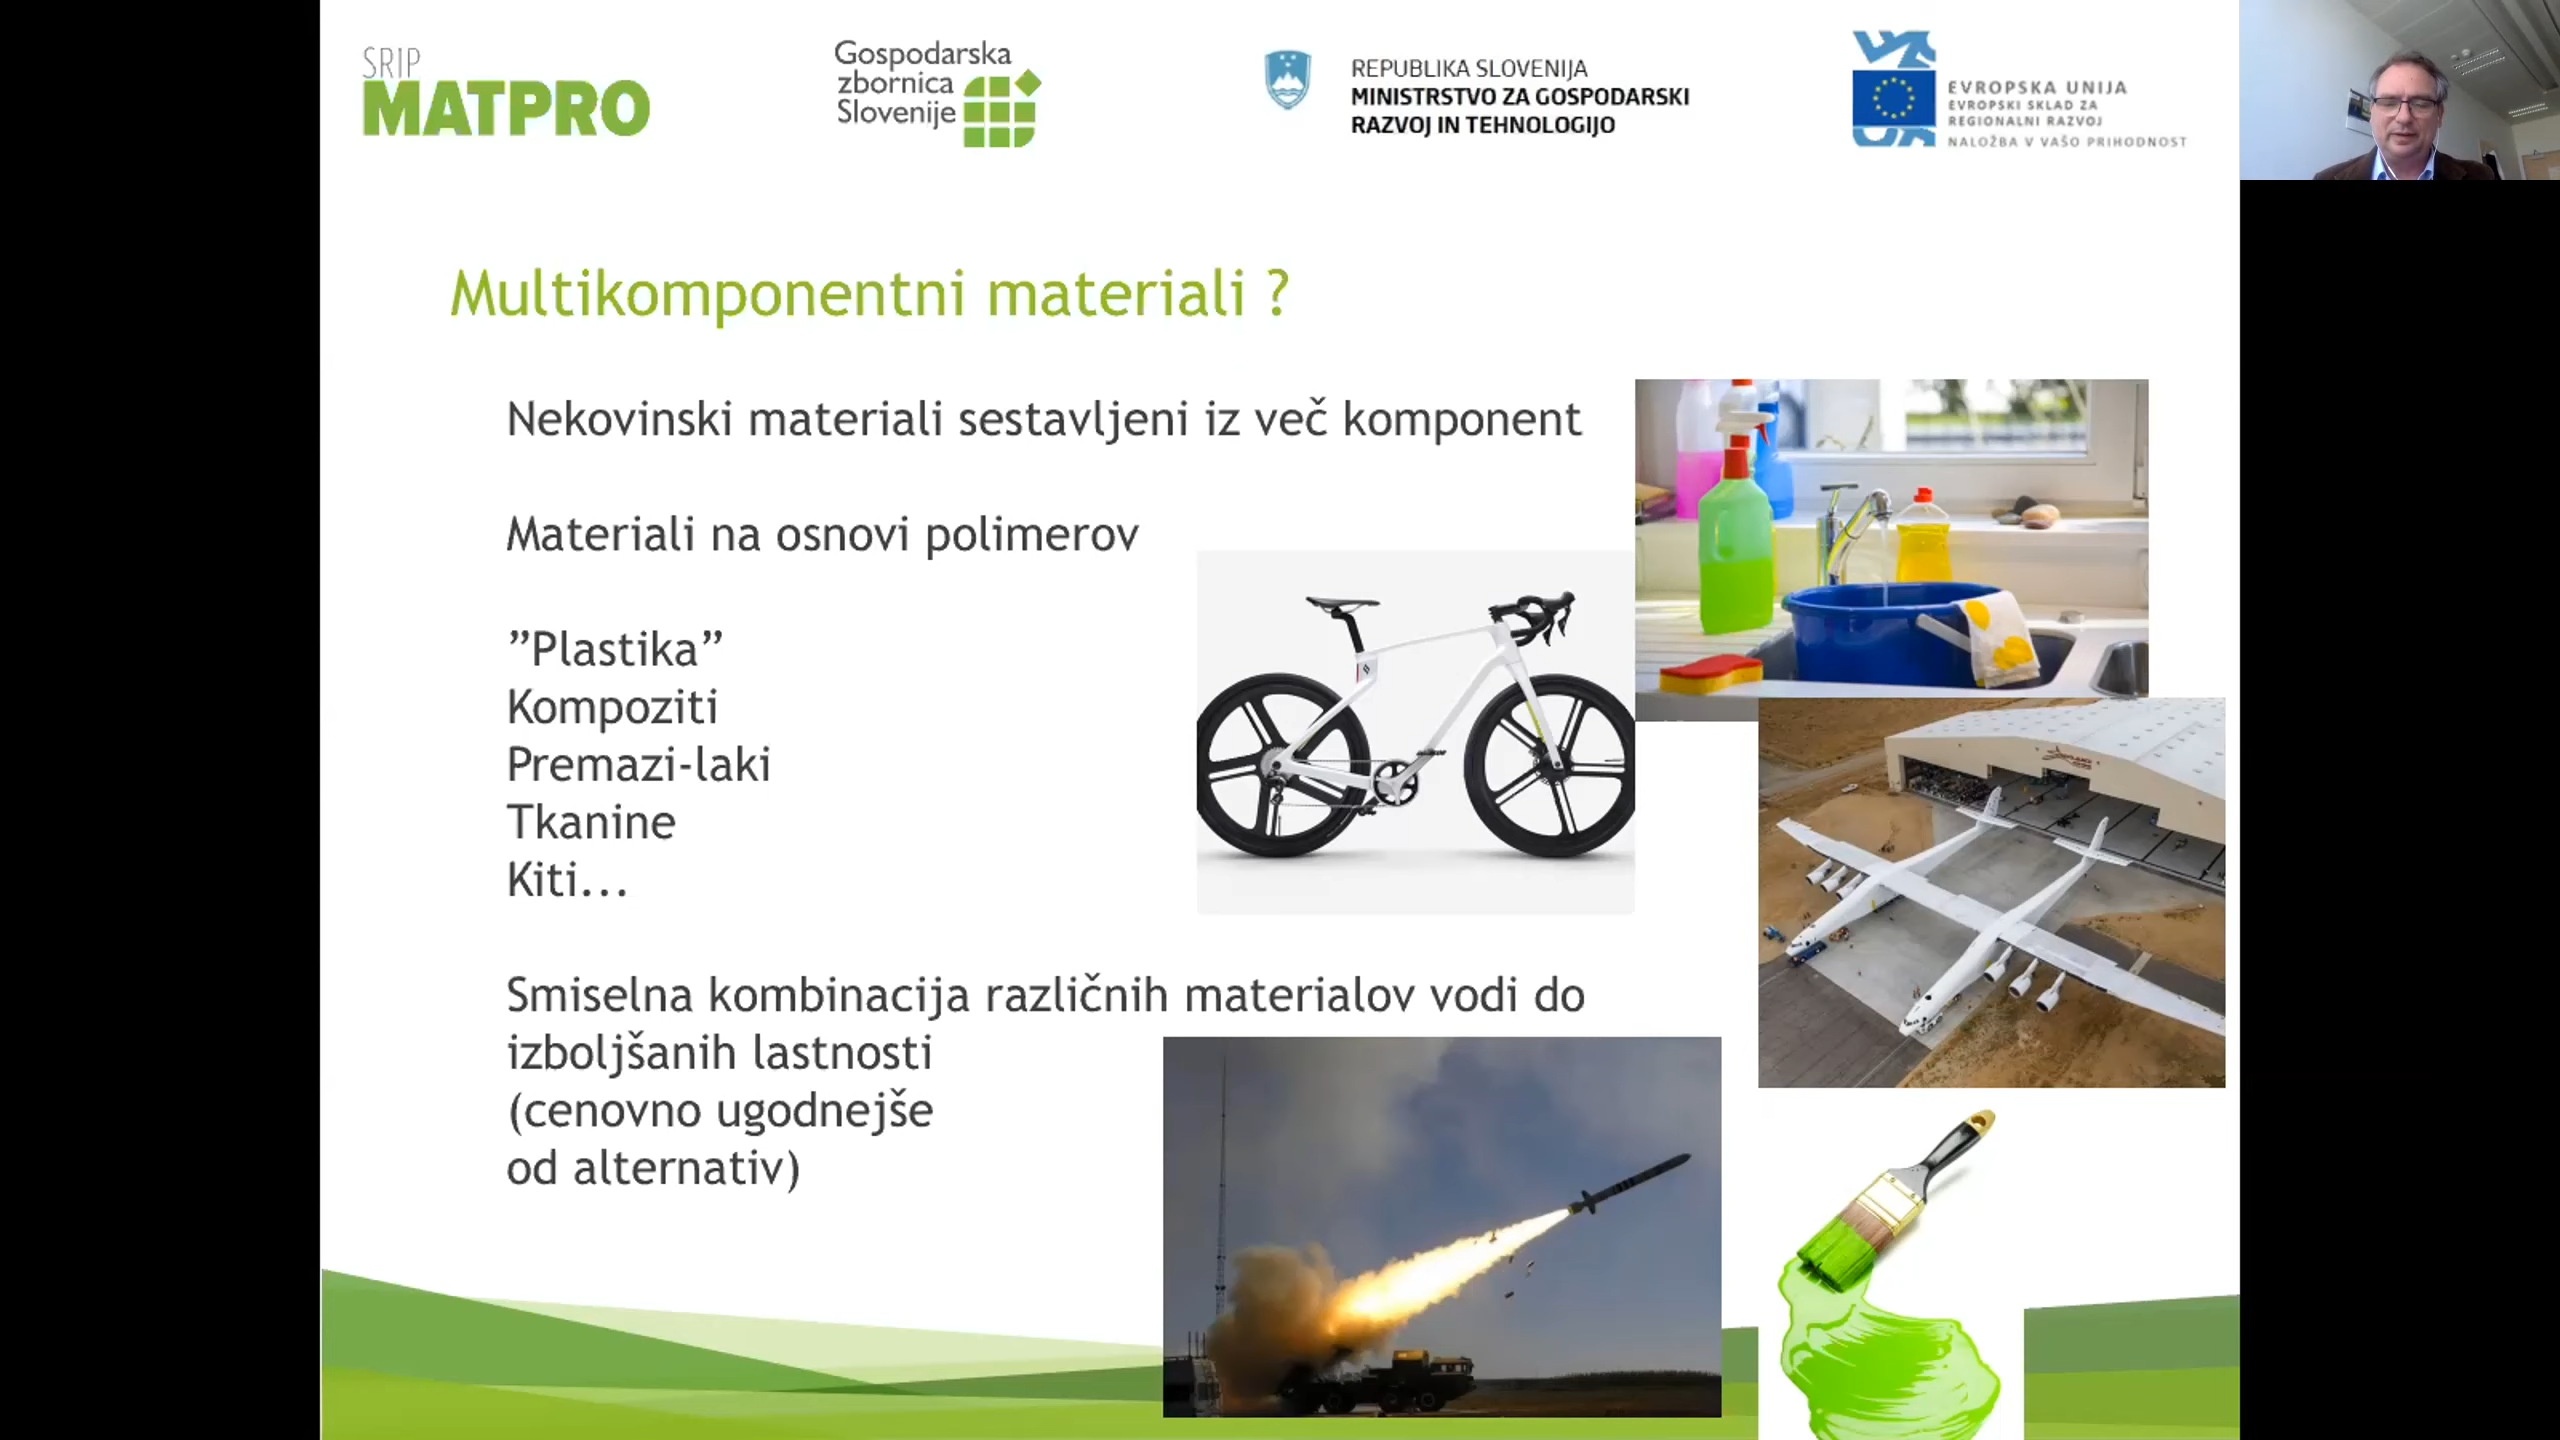 SRIP
MATPRO
Gospodarska
zbornica
Slovenije
REPUBLIKA SLOVENIJA
MINISTRSTVO ZA GOSPODARSKI
RAZVOJ IN TEHNOLOGIJO
EVROPSKA UNIJA
EVROPSKI SKLAD ZA
REGIONALNI RAZVOJ
NALOŽBA V VAŠO PRIHODNOST
Multikomponentni materiali ?
Nekovinski materiali sestavljeni iz več komponent
Materiali na osnovi polimerov
”Plastika”
Kompoziti
Premazi-laki
Tkanine
Kiti...
Smiselna kombinacija različnih materialov vodi do
izboljšanih lastnosti
(cenovno ugodnejše
od alternativ)